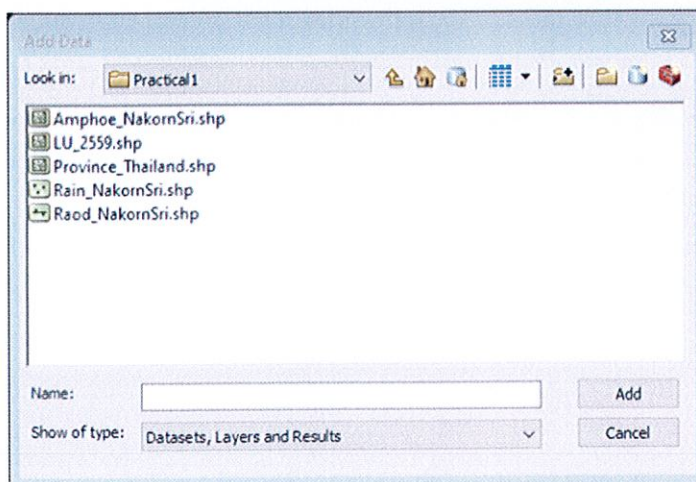 Add Data
Look in: Practical1
Amphoe_NakornSri.shp
LU_2559.shp
Province_Thailand.shp
Rain_NakornSri.shp
Raod_NakornSri.shp
Name: Add
Show of type: Datasets, Layers and Results Cancel